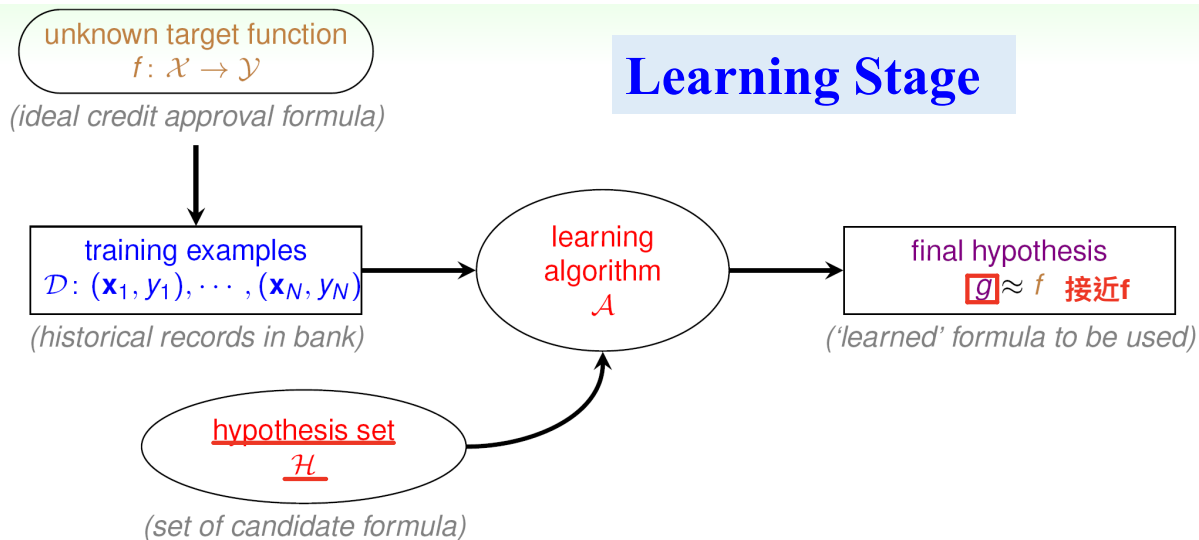 unknown target function
f : 𝒳 → 𝒴
(ideal credit approval formula)
Learning Stage
training examples
𝒟 : (x₁, y₁), ⋯ , (x_N, y_N)
(historical records in bank)
learning
algorithm
𝒜
final hypothesis
g ≈ f 接近f
(‘learned’ formula to be used)
hypothesis set
ℋ
(set of candidate formula)